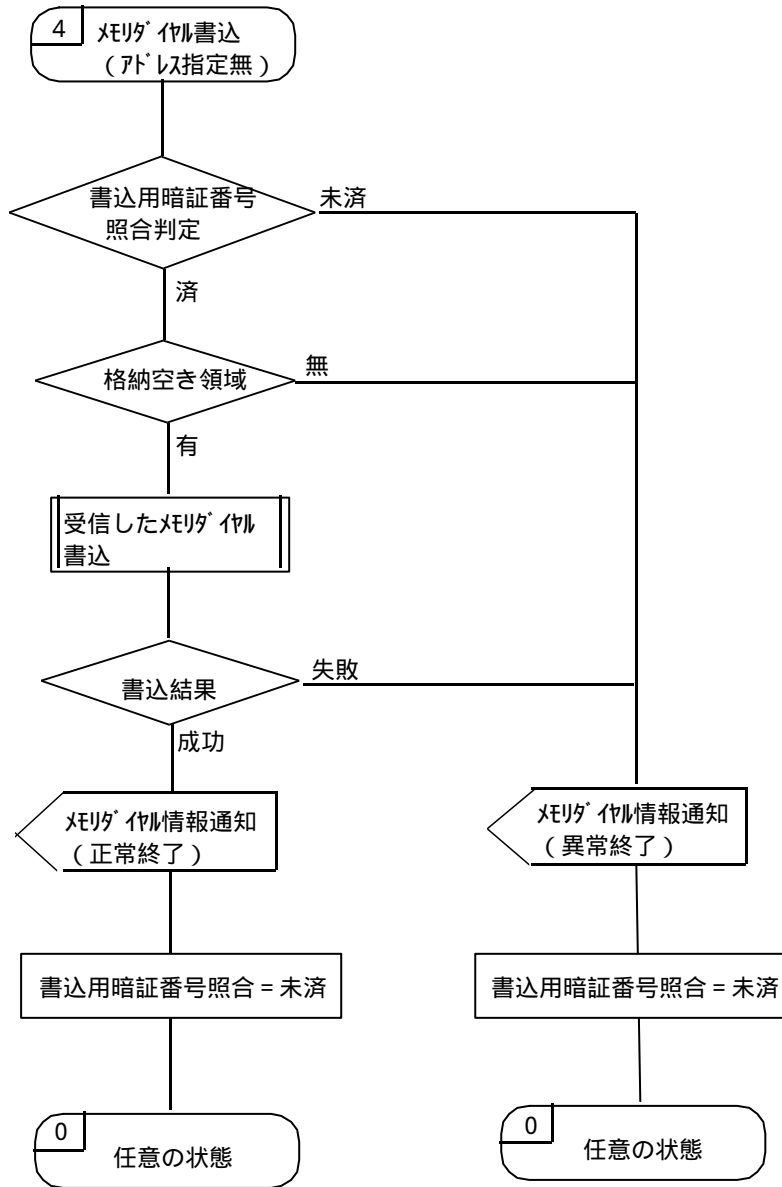 4
ﾒﾓﾘﾀﾞｲﾔﾙ書込
（ｱﾄﾞﾚｽ指定無）
書込用暗証番号
照合判定
未済
済
格納空き領域
無
有
受信したﾒﾓﾘﾀﾞｲﾔﾙ
書込
書込結果
失敗
成功
ﾒﾓﾘﾀﾞｲﾔﾙ情報通知
（正常終了）
ﾒﾓﾘﾀﾞｲﾔﾙ情報通知
（異常終了）
書込用暗証番号照合 = 未済
書込用暗証番号照合 = 未済
0
任意の状態
0
任意の状態